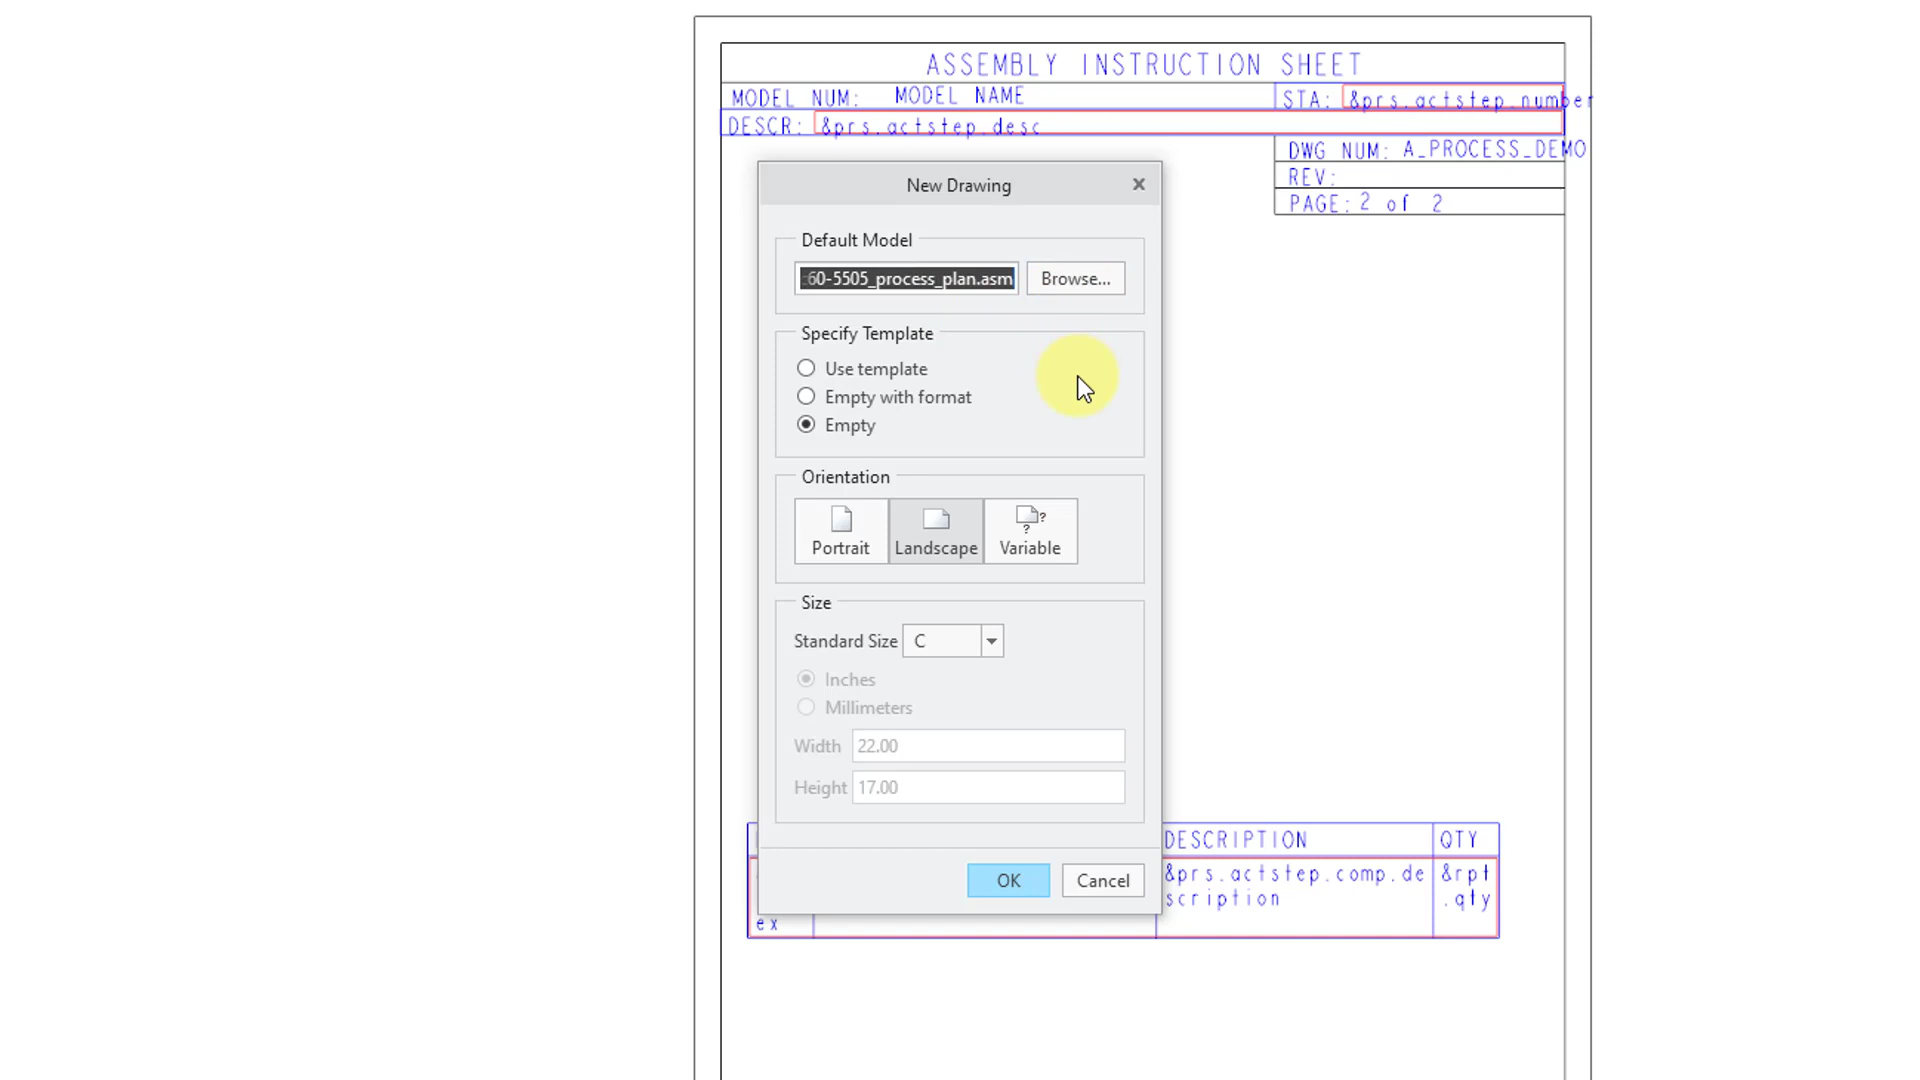 ASSEMBLY INSTRUCTION SHEET
MODEL NUM: MODEL NAME
STA: &prs.actstep.number
DESCR: &prs.actstep.desc
DWG NUM: A_PROCESS_DEMO
REV:
PAGE: 2 of 2
New Drawing
Default Model
60-5505_process_plan.asm
Browse...
Specify Template
Use template
Empty with format
Empty
Orientation
Portrait
Landscape
Variable
Size
Standard Size C
Inches
Millimeters
Width 22.00
Height 17.00
OK
Cancel
DESCRIPTION
QTY
&prs.actstep.comp.de
scription
&rpt
.qty
ex